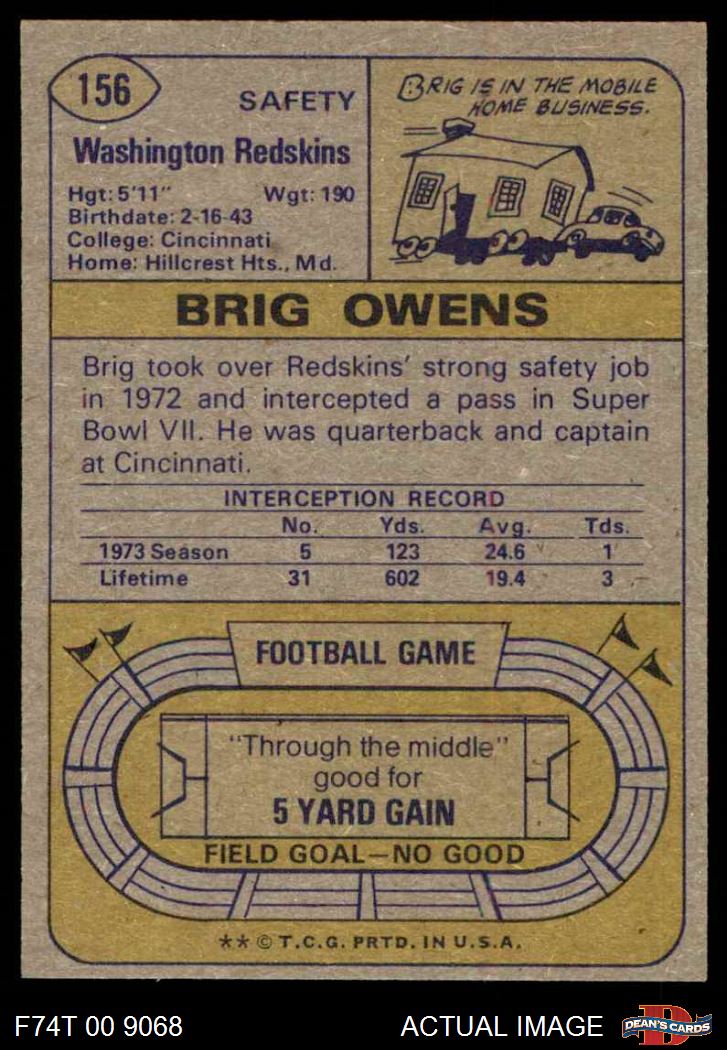 156
SAFETY
Washington Redskins
Hgt: 5'11" Wgt: 190
Birthdate: 2-16-43
College: Cincinnati
Home: Hillcrest Hts., Md.
BRIG IS IN THE MOBILE
HOME BUSINESS.
BRIG OWENS
Brig took over Redskins' strong safety job
in 1972 and intercepted a pass in Super
Bowl VII. He was quarterback and captain
at Cincinnati.
INTERCEPTION RECORD
No. Yds. Avg. Tds.
1973 Season 5 123 24.6 1
Lifetime 31 602 19.4 3
FOOTBALL GAME
"Through the middle"
good for
5 YARD GAIN
FIELD GOAL—NO GOOD
** © T.C.G. PRTD. IN U.S.A.
F74T 00 9068 ACTUAL IMAGE D DEAN'S CARDS